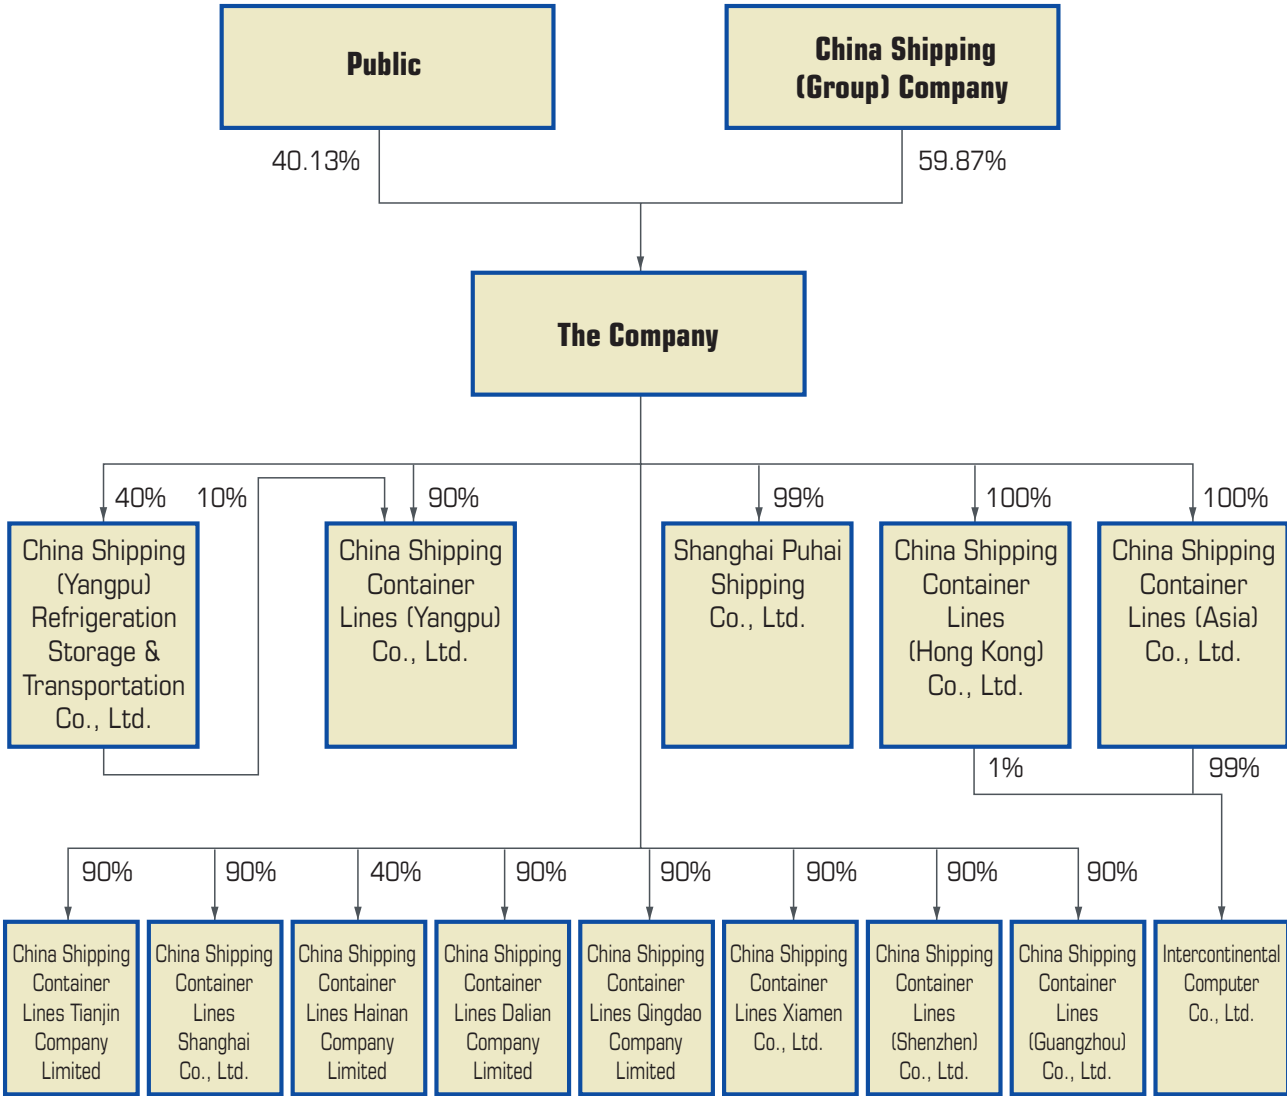 Public
China Shipping
(Group) Company
40.13%
59.87%
The Company
40%
10%
90%
99%
100%
100%
China Shipping
(Yangpu)
Refrigeration
Storage &
Transportation
Co., Ltd.
China Shipping
Container
Lines (Yangpu)
Co., Ltd.
Shanghai Puhai
Shipping
Co., Ltd.
China Shipping
Container
Lines
(Hong Kong)
Co., Ltd.
China Shipping
Container
Lines (Asia)
Co., Ltd.
1%
99%
90%
90%
40%
90%
90%
90%
90%
90%
China Shipping
Container
Lines Tianjin
Company
Limited
China Shipping
Container
Lines
Shanghai
Co., Ltd.
China Shipping
Container
Lines Hainan
Company
Limited
China Shipping
Container
Lines Dalian
Company
Limited
China Shipping
Container
Lines Qingdao
Company
Limited
China Shipping
Container
Lines Xiamen
Co., Ltd.
China Shipping
Container
Lines
(Shenzhen)
Co., Ltd.
China Shipping
Container
Lines
(Guangzhou)
Co., Ltd.
Intercontinental
Computer
Co., Ltd.